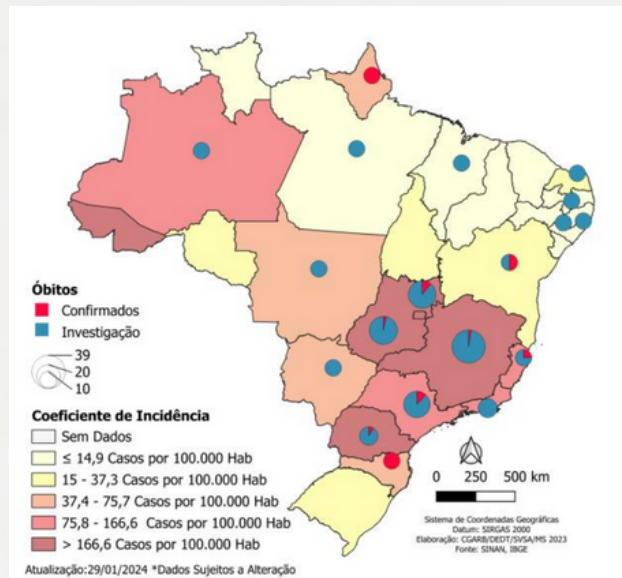 Óbitos
Confirmados
Investigação
39
20
10
Coeficiente de Incidência
Sem Dados
≤ 14,9 Casos por 100.000 Hab
15 - 37,3 Casos por 100.000 Hab
37,4 - 75,7 Casos por 100.000 Hab
75,8 - 166,6 Casos por 100.000 Hab
> 166,6 Casos por 100.000 Hab
Atualização:29/01/2024 *Dados Sujeitos a Alteração
0 250 500 km
Sistema de Coordenadas Geográficas
Datum: SIRGAS 2000
Elaboração: CGARB/DEDT/SVSA/MS 2023
Fonte: SINAN, IBGE